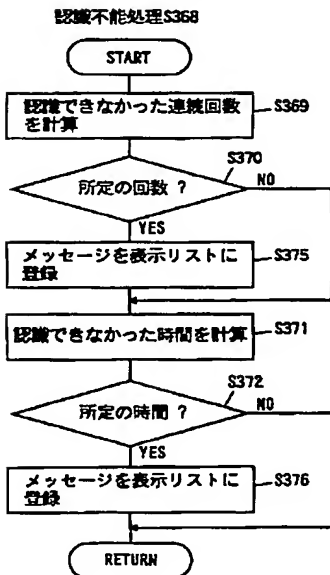 認識不能処理S368
START
認識できなかった連続回数
を計算
S369
S370
所定の回数 ?
NO
YES
メッセージを表示リストに
登録
S375
認識できなかった時間を計算
S371
S372
所定の時間 ?
NO
YES
メッセージを表示リストに
登録
S376
RETURN